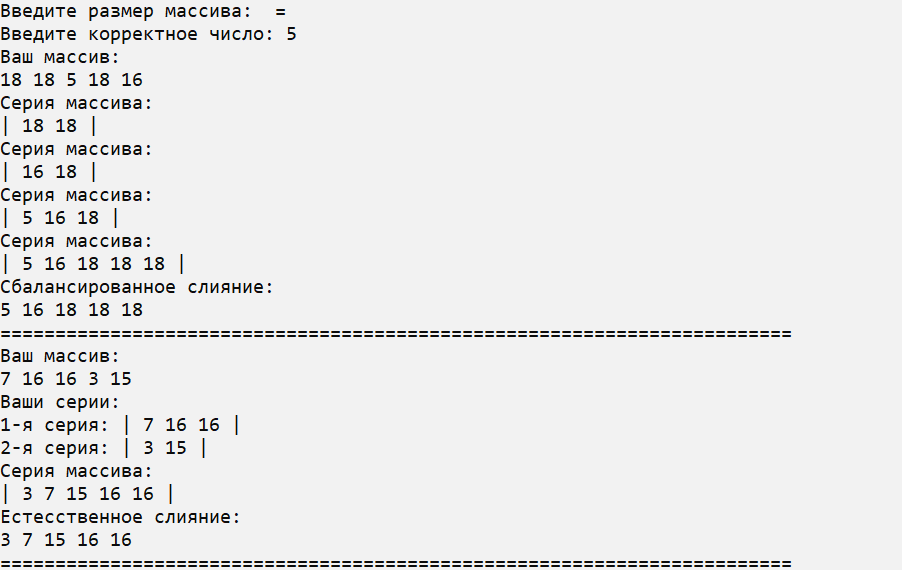 Введите размер массива:  =
Введите корректное число: 5
Ваш массив:
18 18 5 18 16
Серия массива:
| 18 18 |
Серия массива:
| 16 18 |
Серия массива:
| 5 16 18 |
Серия массива:
| 5 16 18 18 18 |
Сбалансированное слияние:
5 16 18 18 18
========================================================================
Ваш массив:
7 16 16 3 15
Ваши серии:
1-я серия: | 7 16 16 |
2-я серия: | 3 15 |
Серия массива:
| 3 7 15 16 16 |
Естесственное слияние:
3 7 15 16 16
========================================================================